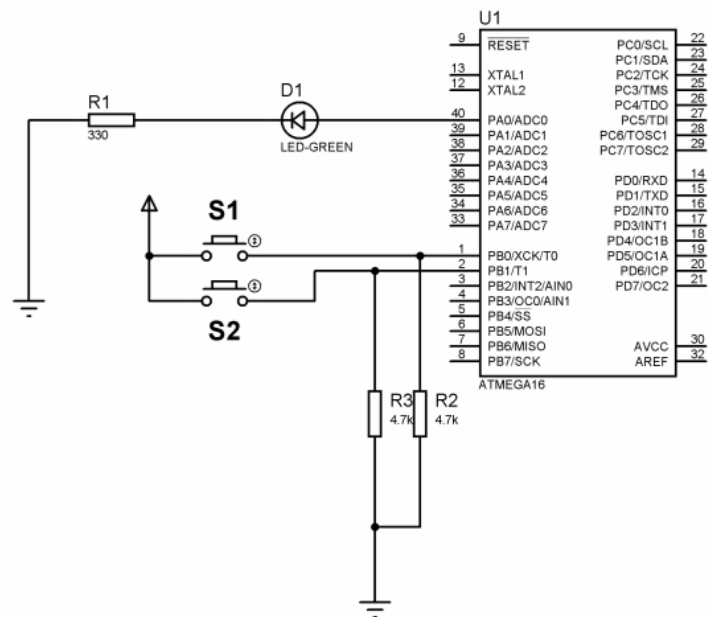 U1
9 RESET PC0/SCL 22
PC1/SDA 23
13 XTAL1 PC2/TCK 24
12 XTAL2 PC3/TMS 25
PC4/TDO 26
40 PA0/ADC0 PC5/TDI 27
39 PA1/ADC1 PC6/TOSC1 28
38 PA2/ADC2 PC7/TOSC2 29
37 PA3/ADC3
36 PA4/ADC4 PD0/RXD 14
35 PA5/ADC5 PD1/TXD 15
34 PA6/ADC6 PD2/INT0 16
33 PA7/ADC7 PD3/INT1 17
PD4/OC1B 18
1 PB0/XCK/T0 PD5/OC1A 19
2 PB1/T1 PD6/ICP 20
3 PB2/INT2/AIN0 PD7/OC2 21
4 PB3/OC0/AIN1
5 PB4/SS
6 PB5/MOSI
7 PB6/MISO AVCC 30
8 PB7/SCK AREF 32
ATMEGA16
R1
330
D1
LED-GREEN
S1
S2
R3
4.7k
R2
4.7k